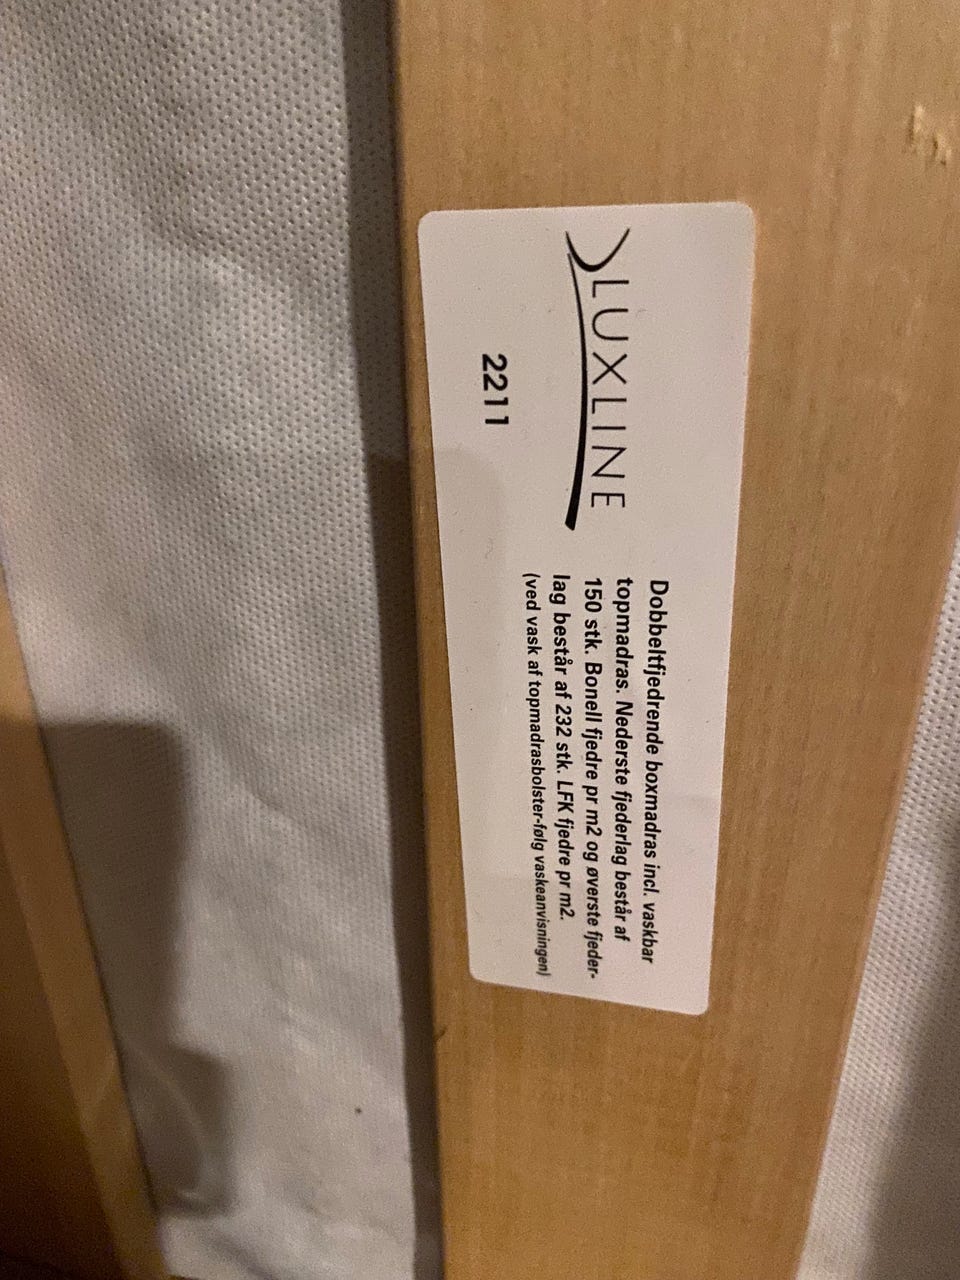 LUXLINE
2211
Dobbeltfjedrende boxmadras incl. vaskbar
topmadras. Nederste fjederlag består af
150 stk. Bonell fjedre pr m2 og øverste fjeder-
lag består af 232 stk. LFK fjedre pr m2.
(ved vask af topmadrasbolster-følg vaskeanvisningen)